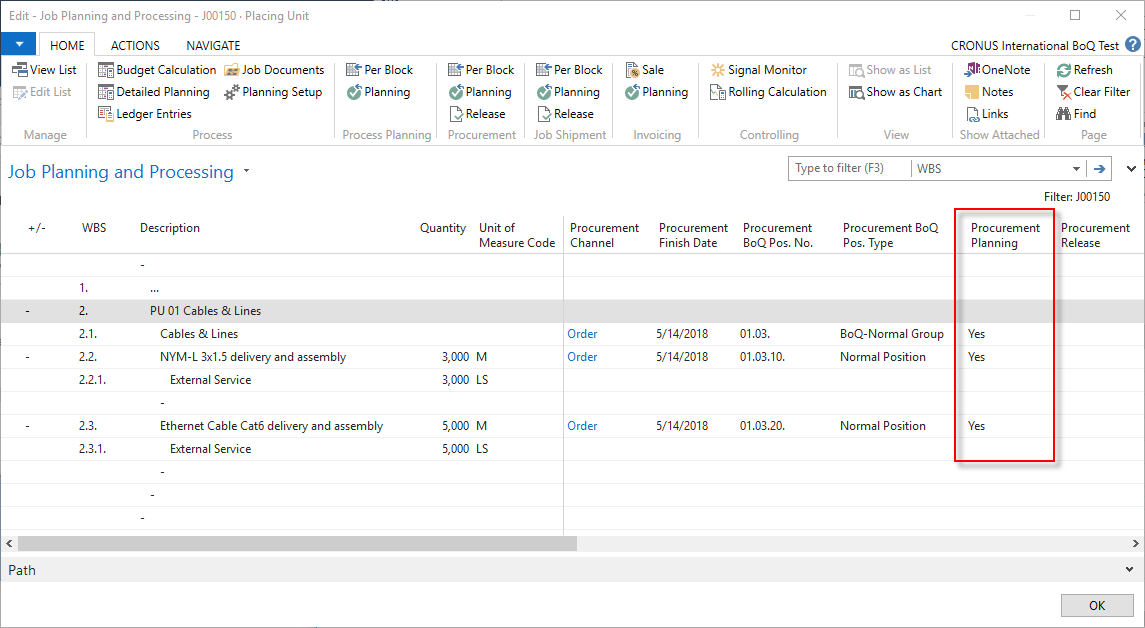 Edit - Job Planning and Processing - J00150 · Placing Unit
HOME ACTIONS NAVIGATE CRONUS International BoQ Test ?
View List Budget Calculation Job Documents Per Block Per Block Per Block Sale Signal Monitor Show as List OneNote Refresh
Edit List Detailed Planning Planning Setup Planning Planning Planning Planning Rolling Calculation Show as Chart Notes Clear Filter
Ledger Entries Release Release Links Find
Manage Process Process Planning Procurement Job Shipment Invoicing Controlling View Show Attached Page
Job Planning and Processing Type to filter (F3) WBS
Filter: J00150
+/- WBS Description Quantity Unit of Measure Code Procurement Channel Procurement Finish Date Procurement BoQ Pos. No. Procurement BoQ Pos. Type Procurement Planning Procurement Release
-
1. ...
- 2. PU 01 Cables & Lines
2.1. Cables & Lines Order 5/14/2018 01.03. BoQ-Normal Group Yes
- 2.2. NYM-L 3x1.5 delivery and assembly 3,000 M Order 5/14/2018 01.03.10. Normal Position Yes
2.2.1. External Service 3,000 LS
-
- 2.3. Ethernet Cable Cat6 delivery and assembly 5,000 M Order 5/14/2018 01.03.20. Normal Position Yes
2.3.1. External Service 5,000 LS
-
-
-
Path
OK